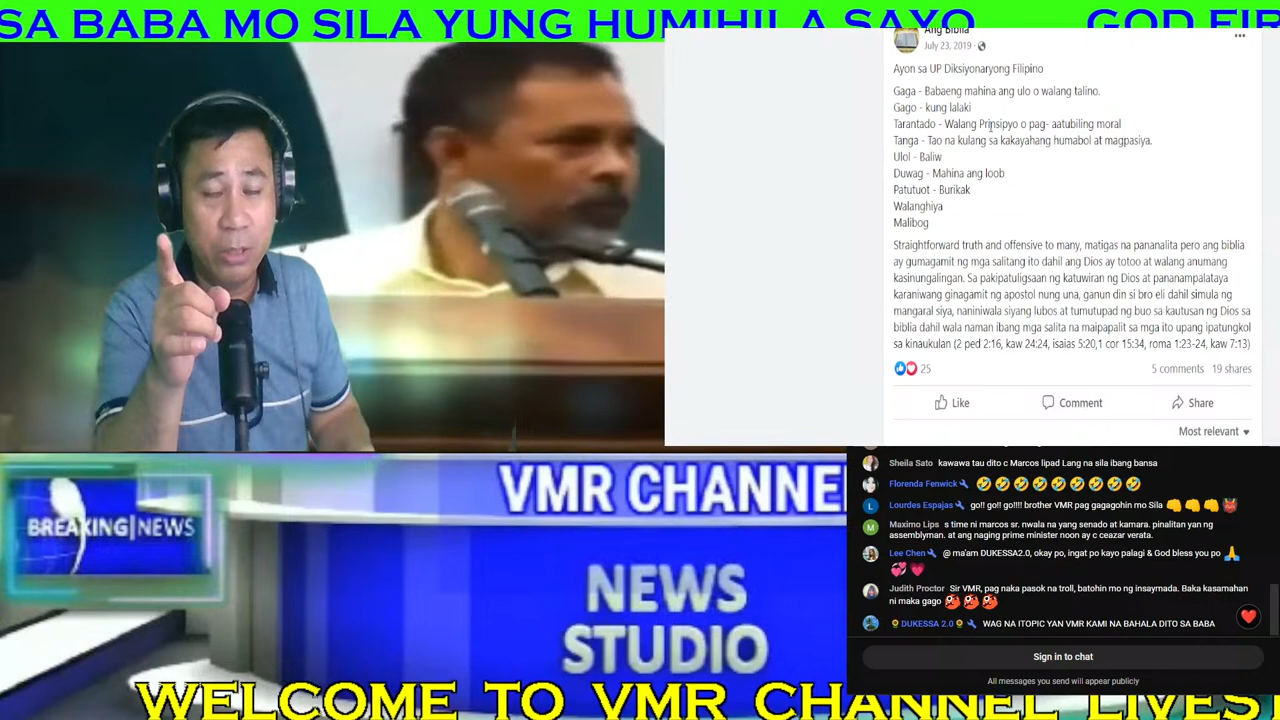 SA BABA MO SILA YUNG HUMIHILA SAYO
GOD FIR
Ang Biblia
July 23, 2019
Ayon sa UP Diksiyonaryong Filipino
Gaga - Babaeng mahina ang ulo o walang talino.
Gago - kung lalaki
Tarantado - Walang Prinsipyo o pag- aatubiling moral
Tanga - Tao na kulang sa kakayahang humabol at magpasiya.
Ulol - Baliw
Duwag - Mahina ang loob
Patutuot - Burikak
Walanghiya
Malibog
Straightforward truth and offensive to many, matigas na pananalita pero ang biblia
ay gumagamit ng mga salitang ito dahil ang Dios ay totoo at walang anumang
kasinungalingan. Sa pakipatuligsaan ng katuwiran ng Dios at pananampalataya
karaniwang ginagamit ng apostol nung una, ganun din si bro eli dahil simula ng
mangaral siya, naniniwala siyang lubos at tumutupad ng buo sa kautusan ng Dios sa
biblia dahil wala naman ibang mga salita na maipapalit sa mga ito upang ipatungkol
sa kinaukulan (2 ped 2:16, kaw 24:24, isaias 5:20,1 cor 15:34, roma 1:23-24, kaw 7:13)
25
5 comments 19 shares
Like
Comment
Share
Most relevant
Sheila Sato kawawa tau dito c Marcos lipad Lang na sila ibang bansa
Florenda Fenwick 🤣🤣🤣🤣🤣🤣🤣🤣🤣
L Lourdes Espajas go!! go!! go!!!! brother VMR pag gagagohin mo Sila 👊👊👊👹
M Maximo Lips s time ni marcos sr. nwala na yang senado at kamara. pinalitan yan ng
assemblyman. at ang naging prime minister noon ay c ceazar verata.
Lee Chen @ ma'am DUKESSA2.0, okay po, ingat po kayo palagi & God bless you po 🙏
💞💗
Judith Proctor Sir VMR, pag naka pasok na troll, batohin mo ng insaymada. Baka kasamahan
ni maka gago
🌻 DUKESSA 2.0 🌻 WAG NA ITOPIC YAN VMR KAMI NA BAHALA DITO SA BABA
Sign in to chat
All messages you send will appear publicly
VMR CHANNE
BREAKING NEWS
NEWS
STUDIO
WELCOME TO VMR CHANNEL LIVEST